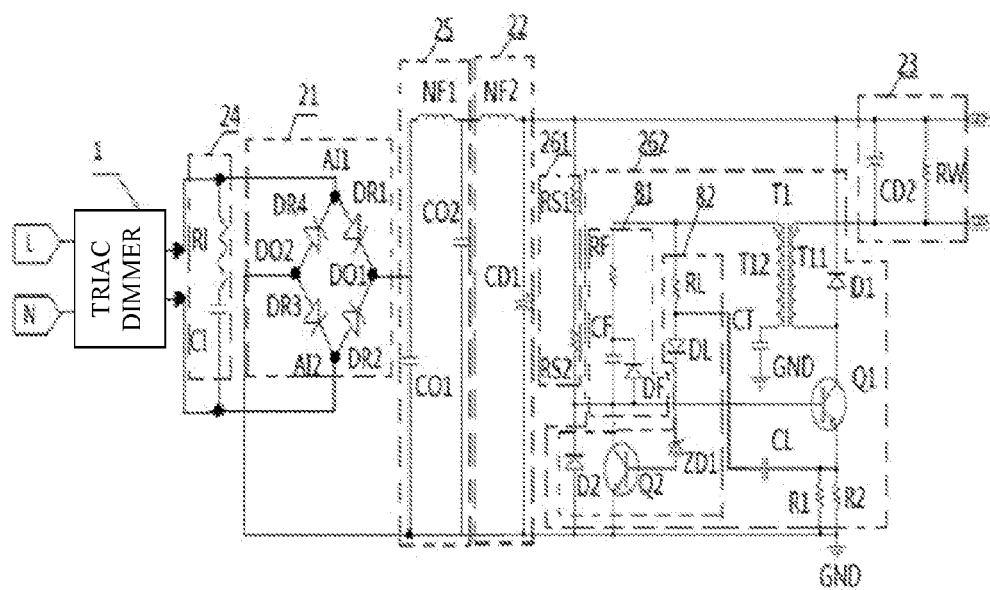 25
22
24
21
NF1
NF2
23
1
AI1
261
262
DR4
DR1
RS1
81
82
T1
CD2
RW
L
RI
DO2
DO1
CO2
RF
T12
T11
TRIAC
DIMMER
CD1
RL
D1
N
DR3
CF
CT
CI
DL
AI2
DR2
RS2
DF
GND
Q1
CO1
CL
D2
Q2
ZD1
R1
R2
GND